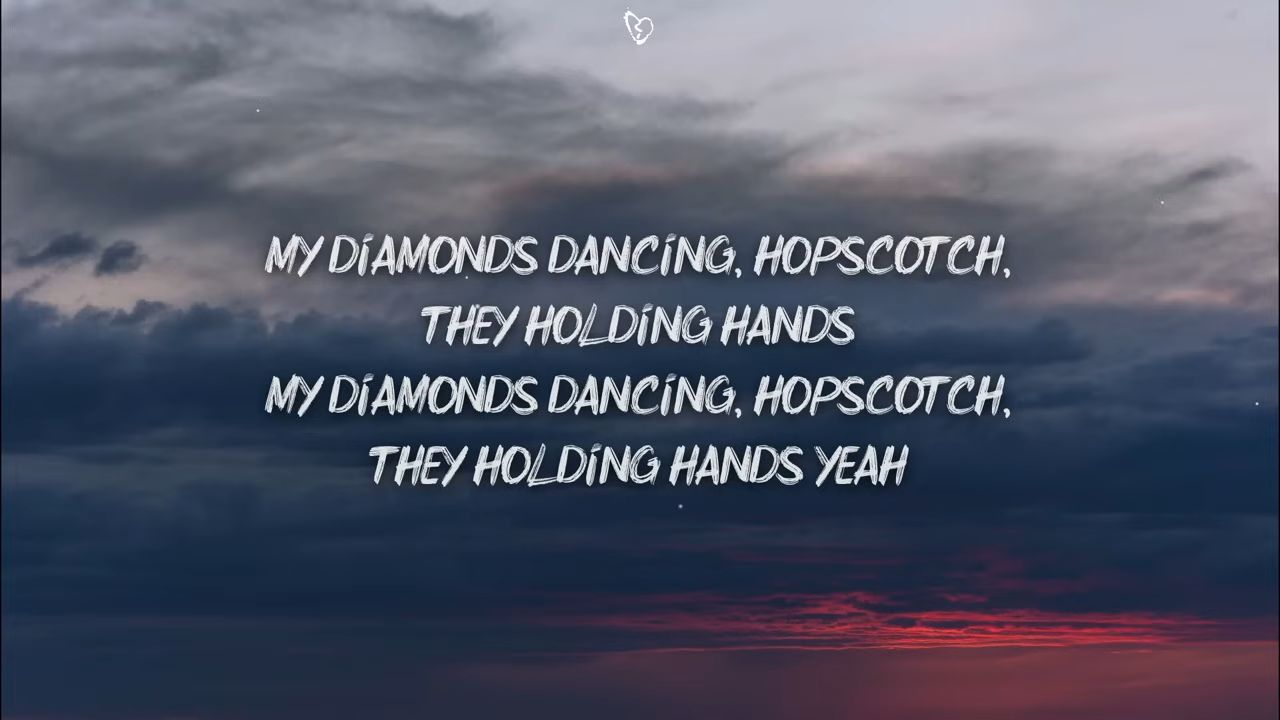 MY DIAMONDS DANCING, HOPSCOTCH,
THEY HOLDING HANDS
MY DIAMONDS DANCING, HOPSCOTCH,
THEY HOLDING HANDS YEAH